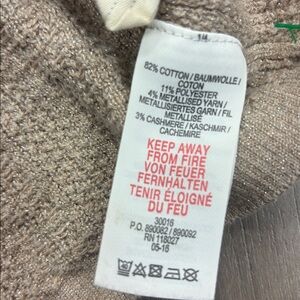 14
82% COTTON / BAUMWOLLE /
COTON
11% POLYESTER
4% METALLISED YARN /
METALLISIERTES GARN / FIL
METALLISÉ
3% CASHMERE / KASCHMIR /
CACHEMIRE
KEEP AWAY
FROM FIRE
VON FEUER
FERNHALTEN
TENIR ÉLOIGNÉ
DU FEU
30016
P.O. 890082 / 890092
RN 118027
05-16